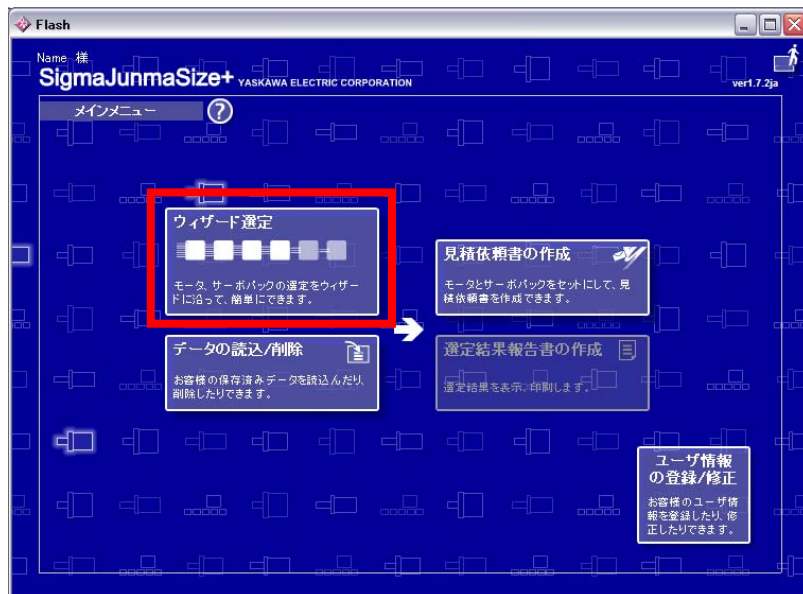 Flash
Name 様
SigmaJunmaSize+ YASKAWA ELECTRIC CORPORATION
ver1.7.2ja
メインメニュー ?
ウィザード選定
モータ、サーボパックの選定をウィザー
ドに沿って、簡単にできます。
見積依頼書の作成
モータとサーボパックをセットにして、見
積依頼書を作成できます。
データの読込/削除
お客様の保存済みデータを読込んだり、
削除したりできます。
選定結果報告書の作成
選定結果を表示、印刷します。
ユーザ情報
の登録/修正
お客様のユーザ情
報を登録したり、修
正したりできます。